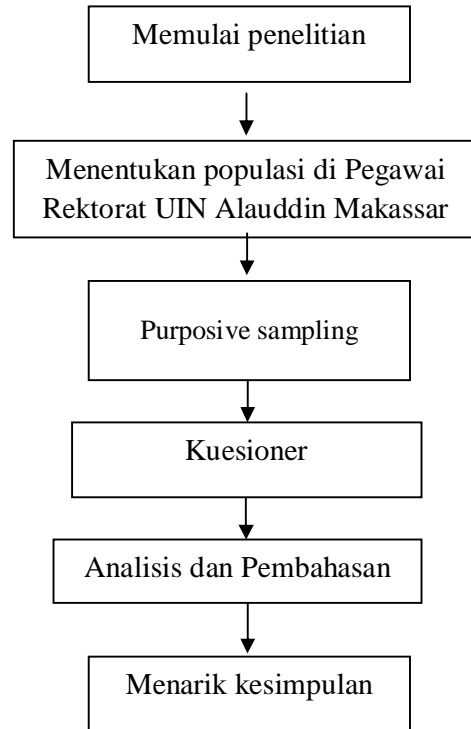 Memulai penelitian
Menentukan populasi di Pegawai
Rektorat UIN Alauddin Makassar
Purposive sampling
Kuesioner
Analisis dan Pembahasan
Menarik kesimpulan